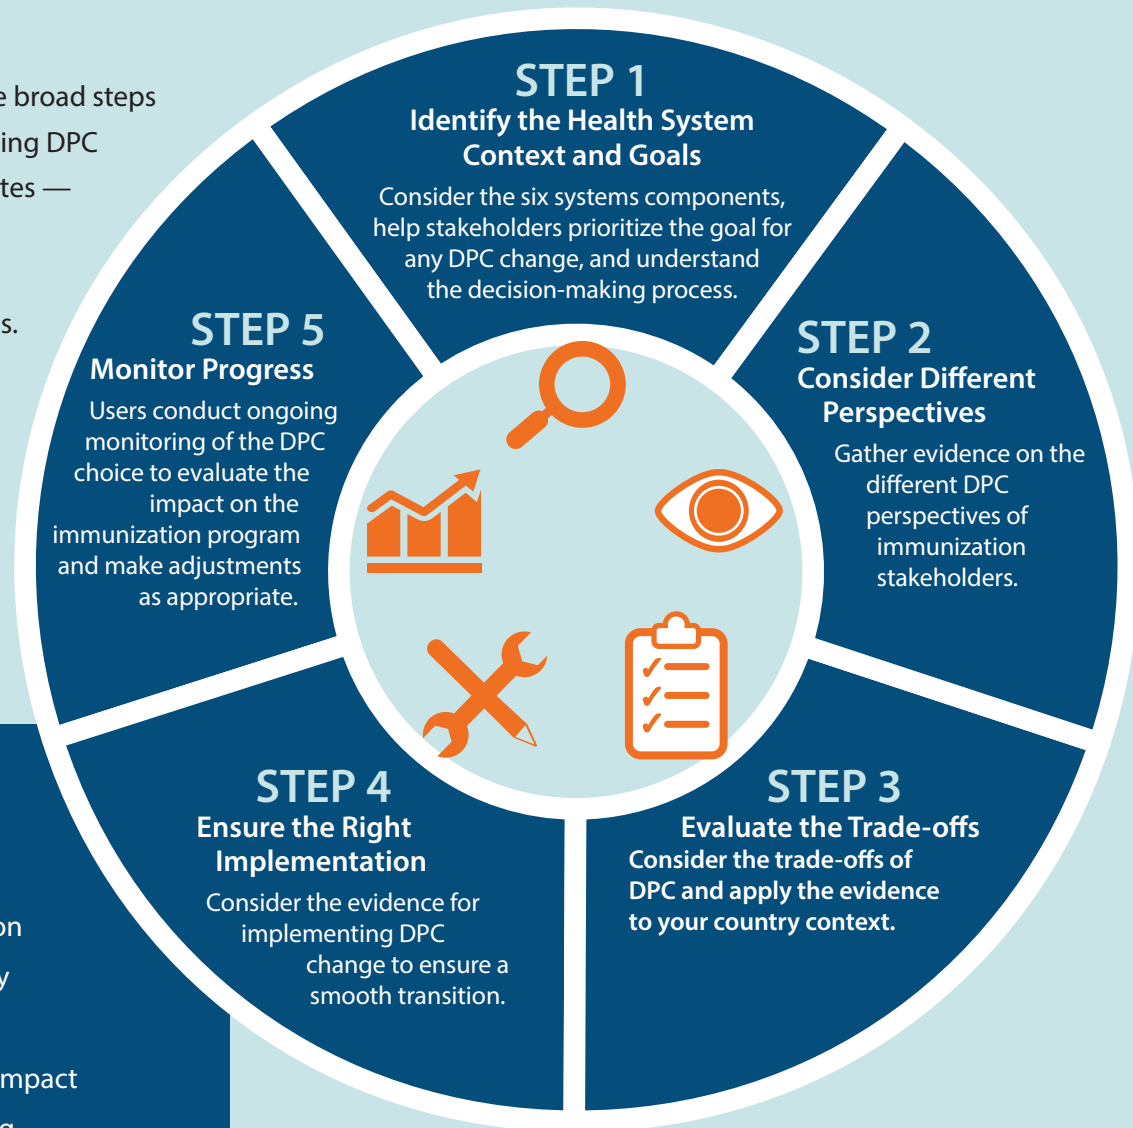 e broad steps
ing DPC
tes —
s.
STEP 1
Identify the Health System
Context and Goals
Consider the six systems components,
help stakeholders prioritize the goal for
any DPC change, and understand
the decision-making process.
STEP 2
Consider Different
Perspectives
Gather evidence on the
different DPC
perspectives of
immunization
stakeholders.
STEP 3
Evaluate the Trade-offs
Consider the trade-offs of
DPC and apply the evidence
to your country context.
STEP 4
Ensure the Right
Implementation
Consider the evidence for
implementing DPC
change to ensure a
smooth transition.
STEP 5
Monitor Progress
Users conduct ongoing
monitoring of the DPC
choice to evaluate the
impact on the
immunization program
and make adjustments
as appropriate.
on
y
mpact